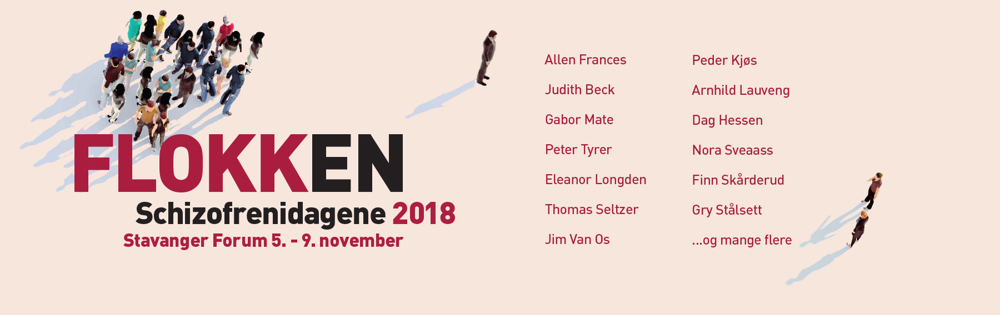 FLOKKEN
Schizofrenidagene 2018
Stavanger Forum 5. - 9. november
Allen Frances
Judith Beck
Gabor Mate
Peter Tyrer
Eleanor Longden
Thomas Seltzer
Jim Van Os
Peder Kjøs
Arnhild Lauveng
Dag Hessen
Nora Sveaass
Finn Skårderud
Gry Stålsett
...og mange flere